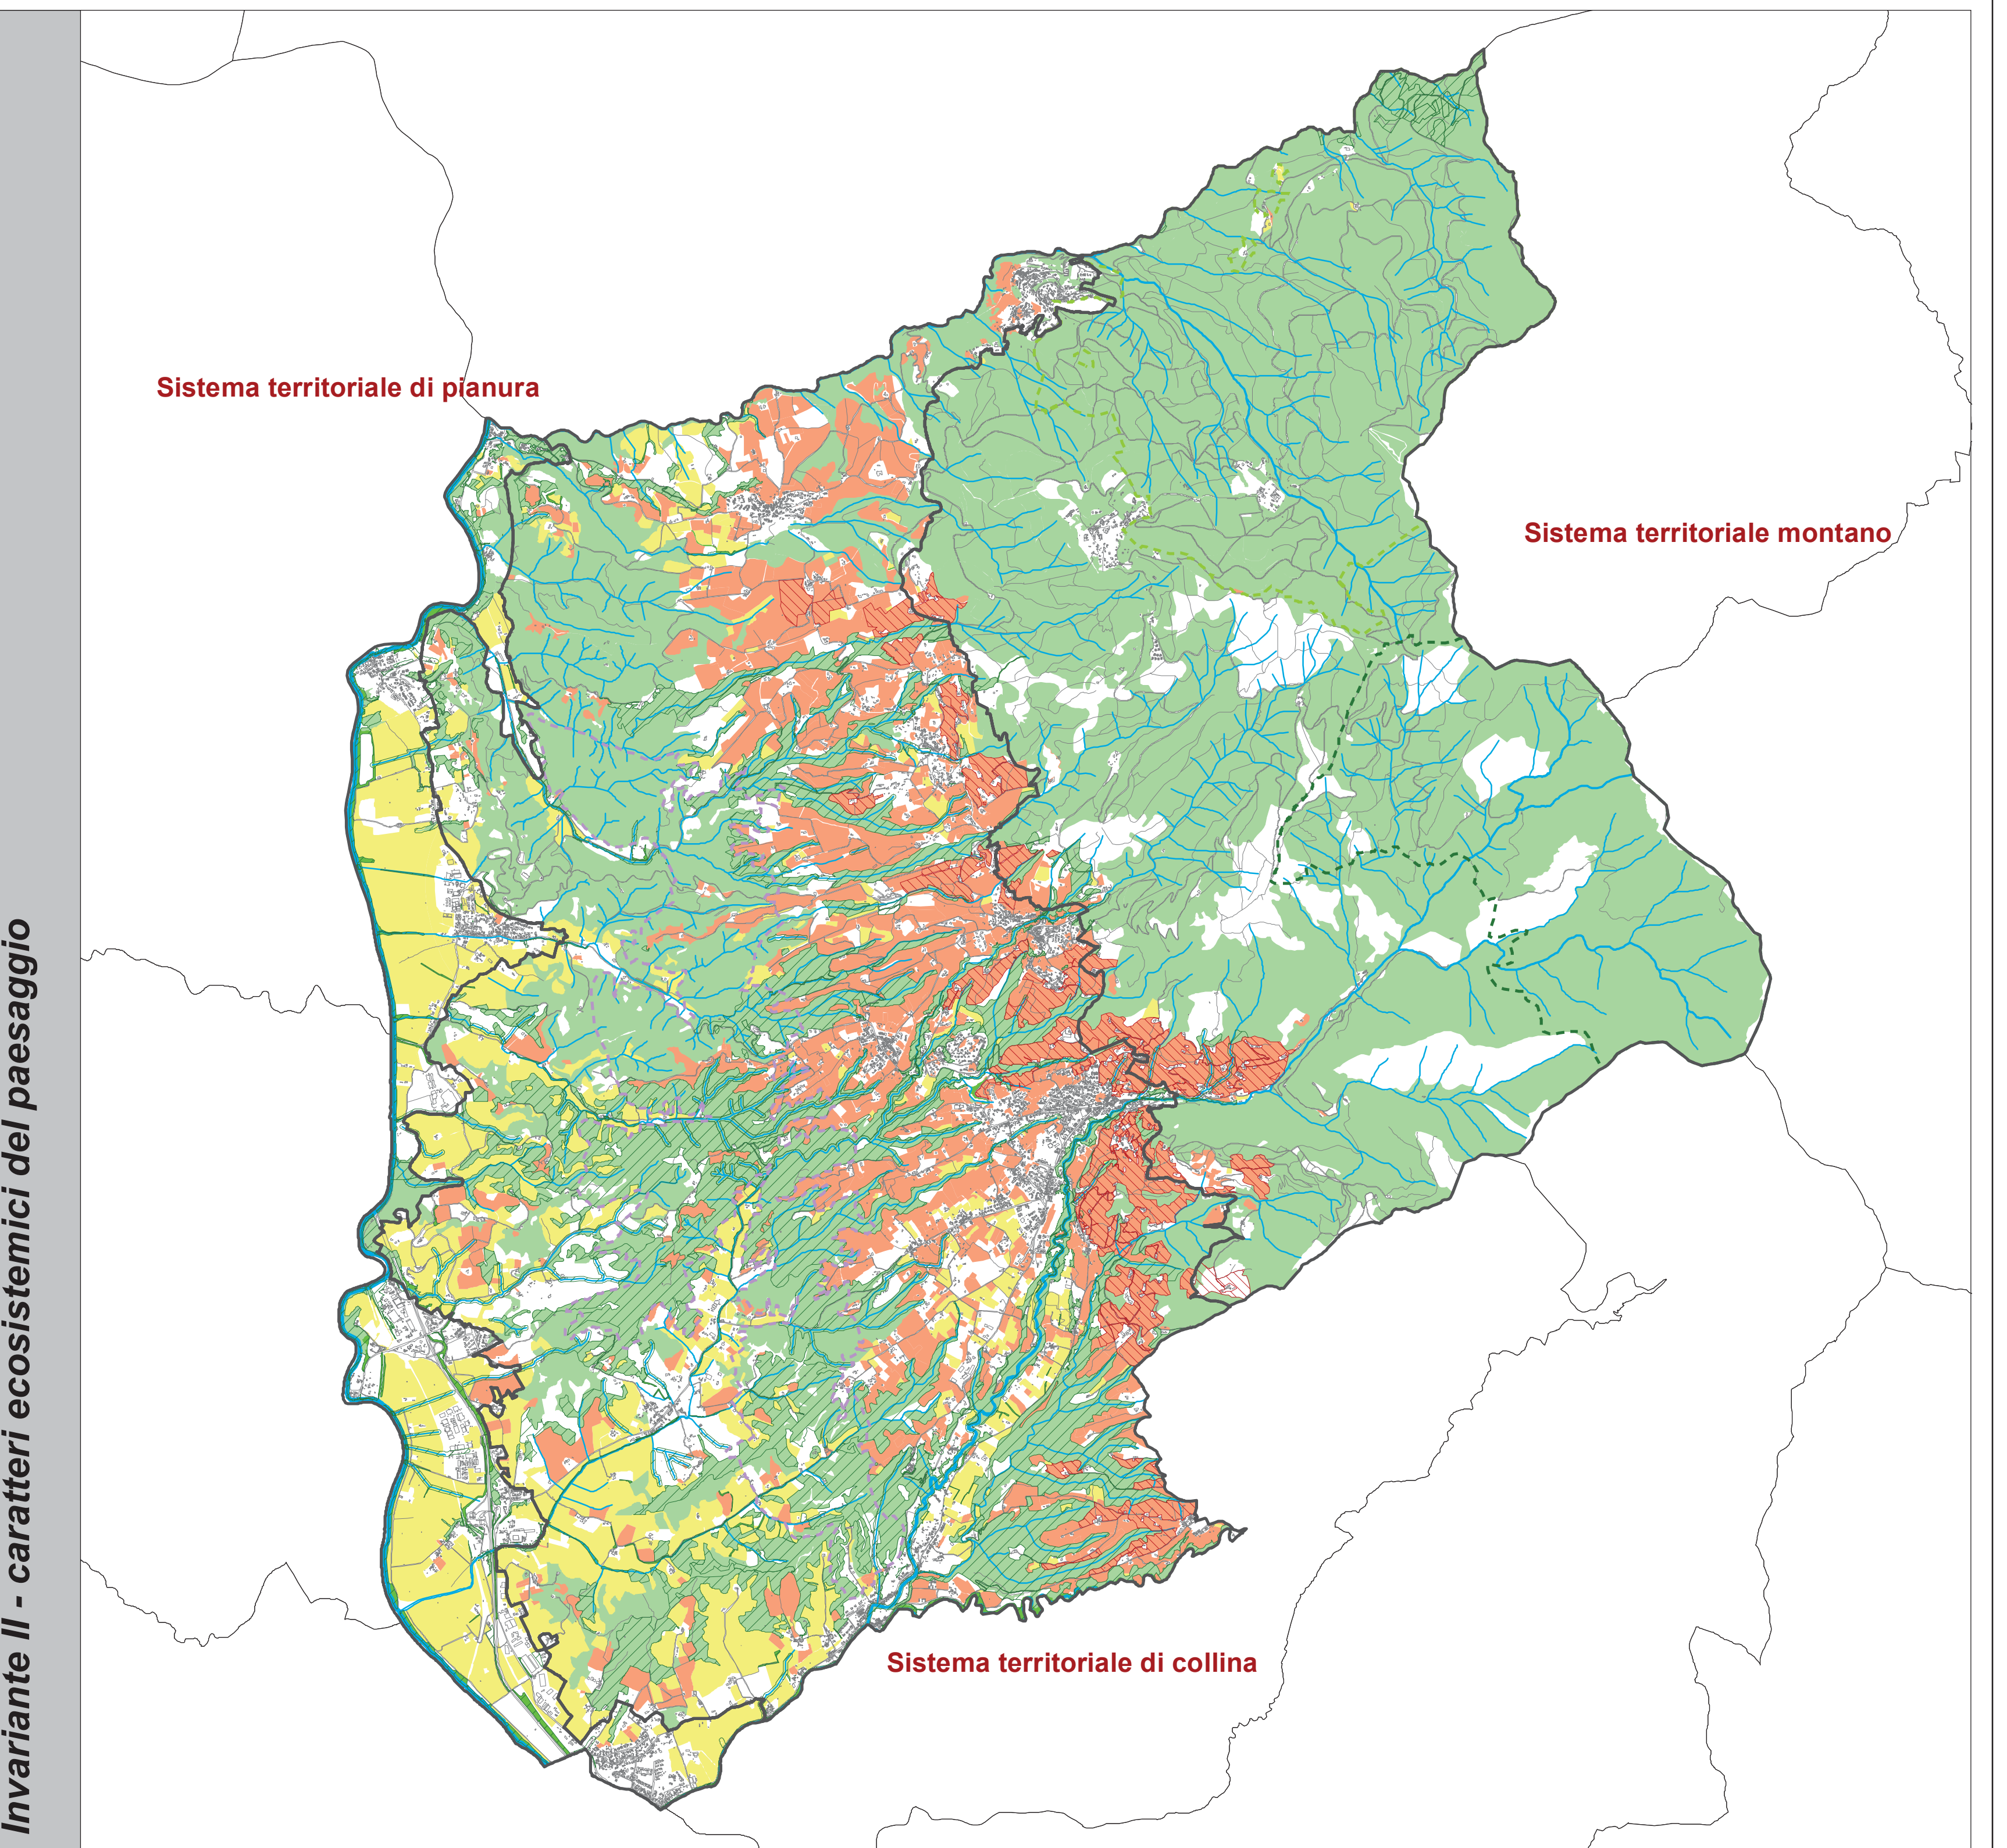 Invariante II - caratteri ecosistemici del paesaggio
Sistema territoriale di pianura
Sistema territoriale montano
Sistema territoriale di collina